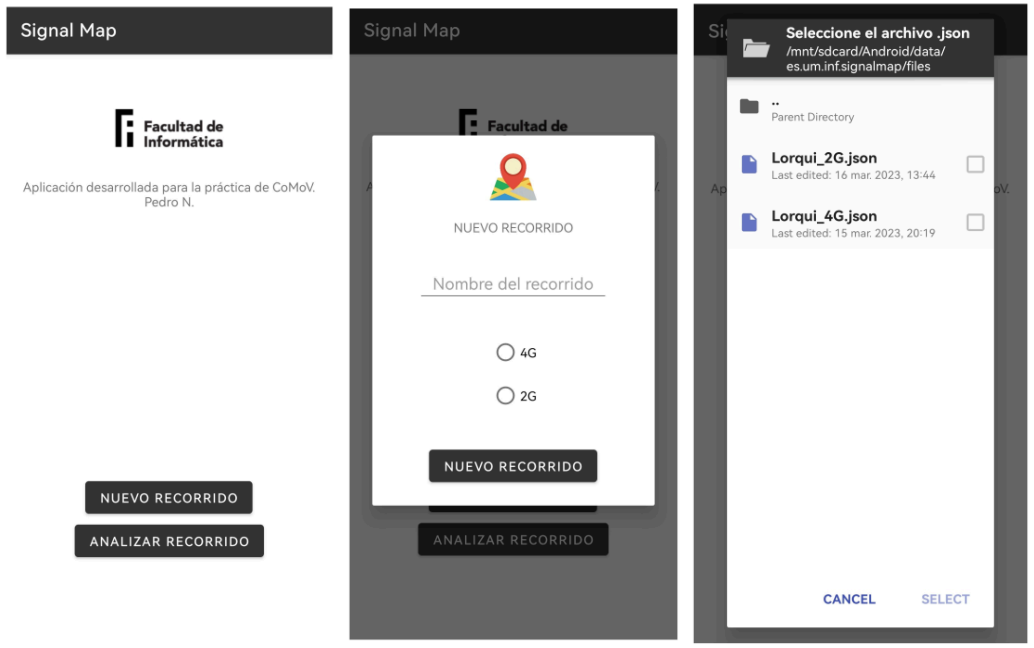 Signal Map
Facultad de
Informática
Aplicación desarrollada para la práctica de CoMoV.
Pedro N.
NUEVO RECORRIDO
ANALIZAR RECORRIDO
Signal Map
Facultad de
A
V.
NUEVO RECORRIDO
Nombre del recorrido
4G
2G
NUEVO RECORRIDO
ANALIZAR RECORRIDO
Si
Seleccione el archivo .json
/mnt/sdcard/Android/data/
es.um.inf.signalmap/files
..
Parent Directory
Lorqui_2G.json
Last edited: 16 mar. 2023, 13:44
Ap
oV.
Lorqui_4G.json
Last edited: 15 mar. 2023, 20:19
CANCEL
SELECT